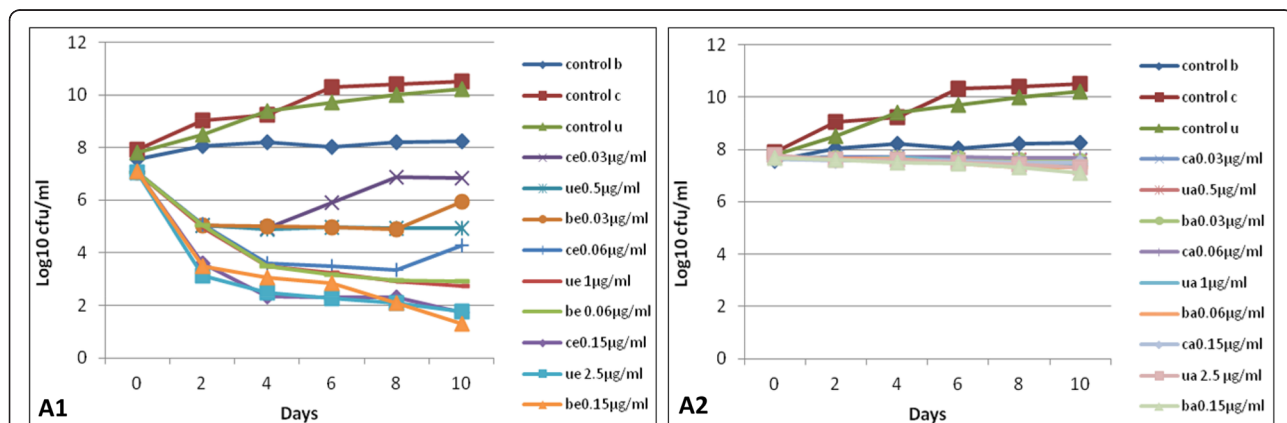 12
10
8
6
4
2
0
Log10 cfu/ml
0 2 4 6 8 10
Days
A1
control b
control c
control u
ce0.03µg/ml
ue0.5µg/ml
be0.03µg/ml
ce0.06µg/ml
ue 1µg/ml
be 0.06µg/ml
ce0.15µg/ml
ue 2.5µg/ml
be0.15µg/ml
12
10
8
6
4
2
0
Log10 cfu/ml
0 2 4 6 8 10
Days
A2
control b
control c
control u
ca0.03µg/ml
ua0.5µg/ml
ba0.03µg/ml
ca0.06µg/ml
ua 1µg/ml
ba0.06µg/ml
ca0.15µg/ml
ua 2.5 µg/ml
ba0.15µg/ml